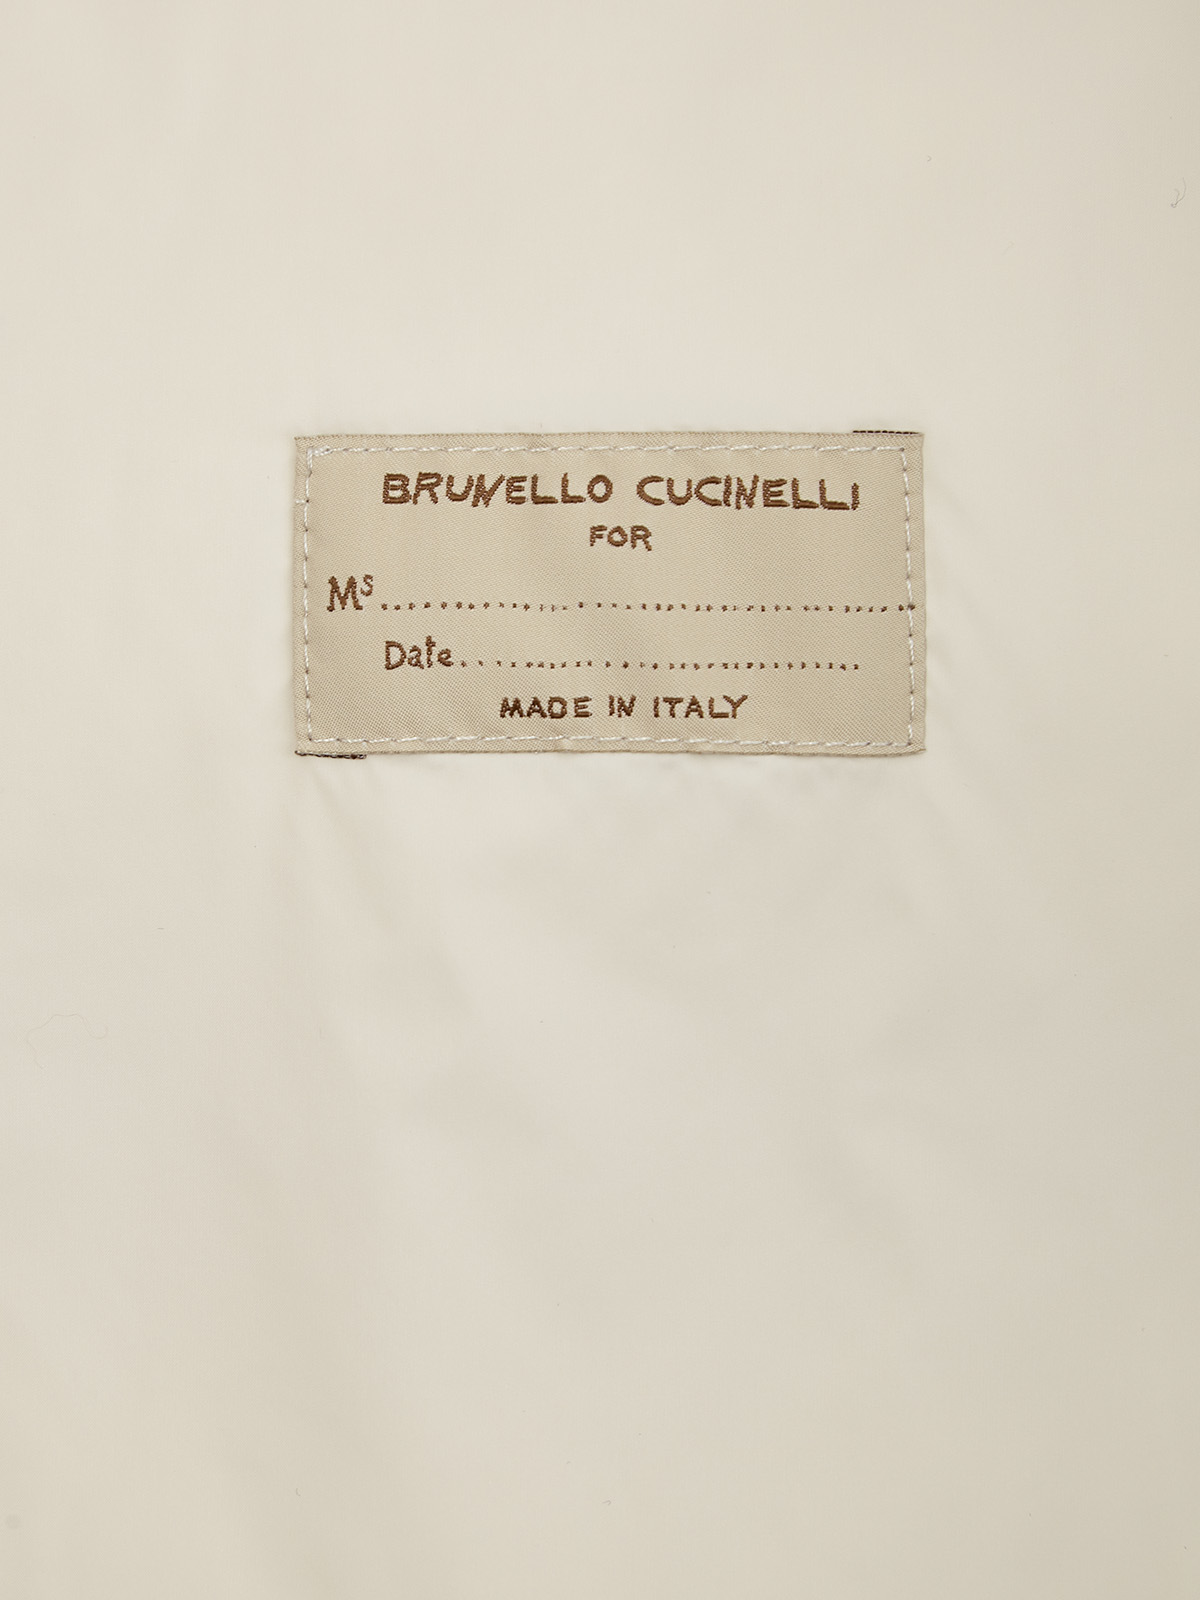 BRUNELLO CUCINELLI
FOR
Ms................................................
Date....................................
MADE IN ITALY